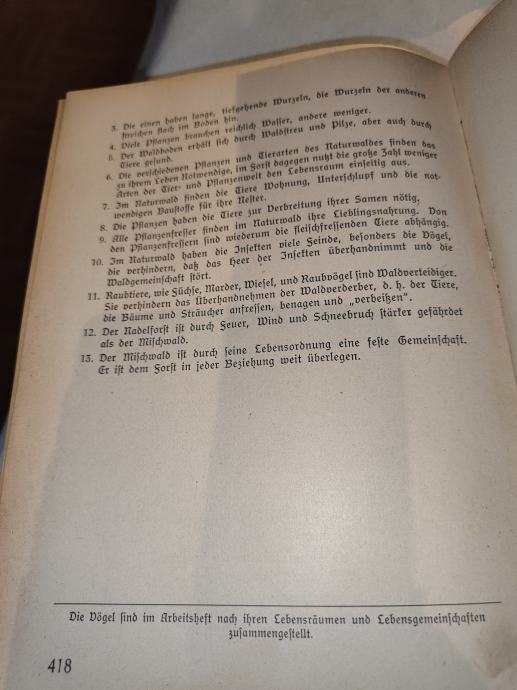 3. Die einen haben lange, tiefgehende Wurzeln, die Wurzeln der anderen
streichen flach im Boden hin.
4. Viele Pflanzen brauchen reichlich Wasser, andere weniger.
5. Der Waldboden erhält sich durch Waldstreu und Pilze, aber auch durch
Tiere gesund.
6. Die verschiedenen Pflanzen und Tierarten des Naturwaldes finden das
zu ihrem Leben Notwendige, im Forst dagegen nutzt die große Zahl weniger
Arten der Tier- und Pflanzenwelt den Lebensraum einseitig aus.
7. Im Naturwald finden die Tiere Wohnung, Unterschlupf und die not-
wendigen Baustoffe für ihre Nester.
8. Die Pflanzen haben die Tiere zur Verbreitung ihrer Samen nötig.
9. Alle Pflanzenfresser finden im Naturwald ihre Lieblingsnahrung. Von
den Pflanzenfressern sind wiederum die fleischfressenden Tiere abhängig.
10. Im Naturwald haben die Insekten viele Feinde, besonders die Vögel,
die verhindern, daß das Heer der Insekten überhandnimmt und die
Waldgemeinschaft stört.
11. Raubtiere, wie Füchse, Marder, Wiesel, und Raubvögel sind Waldverteidiger.
Sie verhindern das Überhandnehmen der Waldverderber, d. h. der Tiere,
die Bäume und Sträucher anfressen, benagen und „verbeißen".
12. Der Nadelforst ist durch Feuer, Wind und Schneebruch stärker gefährdet
als der Mischwald.
13. Der Mischwald ist durch seine Lebensordnung eine feste Gemeinschaft.
Er ist dem Forst in jeder Beziehung weit überlegen.
Die Vögel sind im Arbeitsheft nach ihren Lebensräumen und Lebensgemeinschaften
zusammengestellt.
418